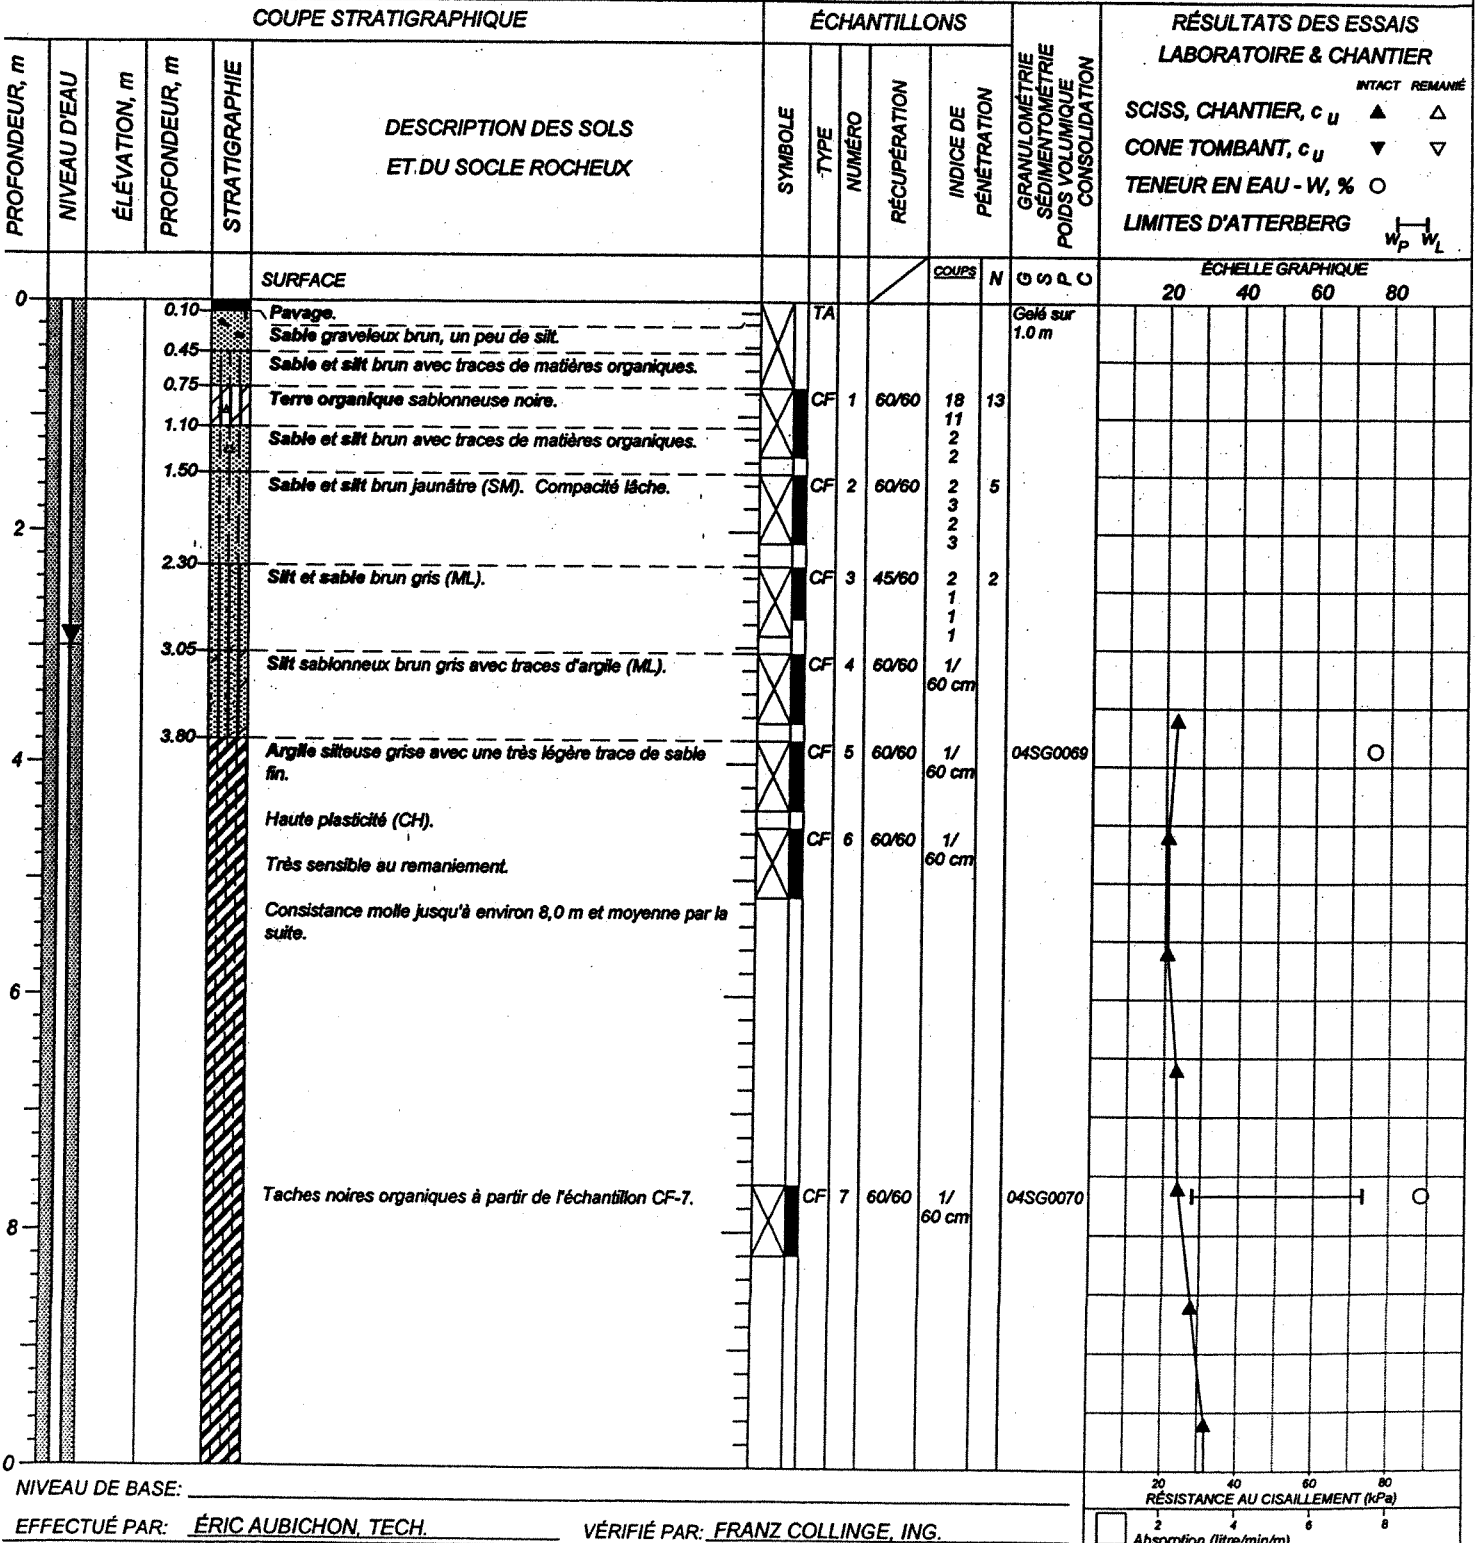 COUPE STRATIGRAPHIQUE
ÉCHANTILLONS
RÉSULTATS DES ESSAIS
LABORATOIRE & CHANTIER
INTACT REMANIÉ
SCISS, CHANTIER, c u
CONE TOMBANT, c u
TENEUR EN EAU - W, %
LIMITES D'ATTERBERG
W P W L
PROFONDEUR, m
NIVEAU D'EAU
ÉLÉVATION, m
PROFONDEUR, m
STRATIGRAPHIE
DESCRIPTION DES SOLS
ET DU SOCLE ROCHEUX
SYMBOLE
TYPE
NUMÉRO
RÉCUPÉRATION
INDICE DE
PÉNÉTRATION
GRANULOMÉTRIE
SÉDIMENTOMÉTRIE
POIDS VOLUMIQUE
CONSOLIDATION
SURFACE
COUPS N G S P C
ÉCHELLE GRAPHIQUE
20 40 60 80
0
0.10 Pavage. TA Gelé sur
1.0 m
Sable graveleux brun, un peu de silt.
0.45
Sable et silt brun avec traces de matières organiques.
0.75
Terre organique sablonneuse noire. CF 1 60/60 18 13
11
2
2
1.10
Sable et silt brun avec traces de matières organiques.
1.50
Sable et silt brun jaunâtre (SM). Compacité lâche. CF 2 60/60 2 5
3
2
3
2
2.30
Silt et sable brun gris (ML). CF 3 45/60 2 2
1
1
1
3.05
Silt sablonneux brun gris avec traces d'argile (ML). CF 4 60/60 1/
60 cm
3.80
Argile silteuse grise avec une très légère trace de sable CF 5 60/60 1/ 04SG0069
fin. 60 cm
4
Haute plasticité (CH).
CF 6 60/60 1/
60 cm
Très sensible au remaniement.
Consistance molle jusqu'à environ 8,0 m et moyenne par la
suite.
6
Taches noires organiques à partir de l'échantillon CF-7. CF 7 60/60 1/ 04SG0070
60 cm
8
0
NIVEAU DE BASE:
20 40 60 80
RÉSISTANCE AU CISAILLEMENT (kPa)
EFFECTUÉ PAR: ÉRIC AUBICHON, TECH. VÉRIFIÉ PAR: FRANZ COLLINGE, ING.
2 4 6 8
Absorption (litre/min/m)